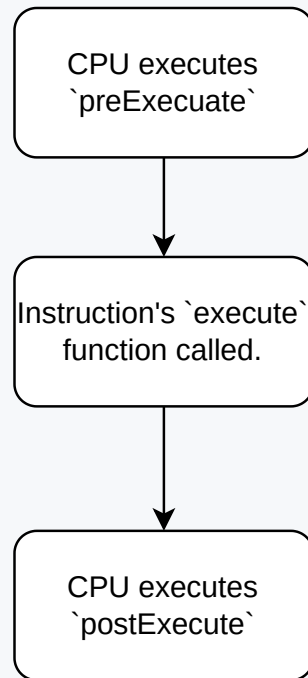 CPU executes
`preExecuate`
Instruction's `execute`
function called.
CPU executes
`postExecute`